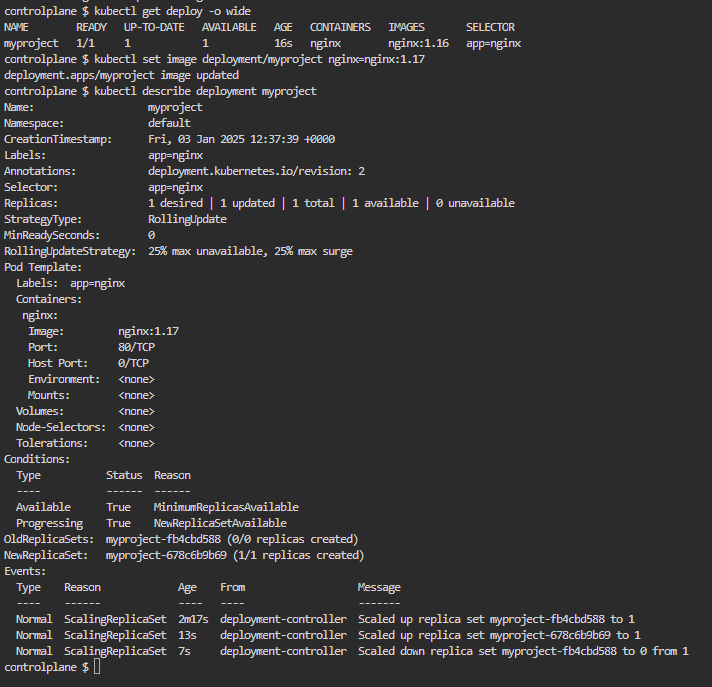 controlplane $ kubectl get deploy -o wide
NAME        READY   UP-TO-DATE   AVAILABLE   AGE   CONTAINERS   IMAGES       SELECTOR
myproject   1/1     1            1           16s   nginx        nginx:1.16   app=nginx
controlplane $ kubectl set image deployment/myproject nginx=nginx:1.17
deployment.apps/myproject image updated
controlplane $ kubectl describe deployment myproject
Name:                   myproject
Namespace:              default
CreationTimestamp:      Fri, 03 Jan 2025 12:37:39 +0000
Labels:                 app=nginx
Annotations:            deployment.kubernetes.io/revision: 2
Selector:               app=nginx
Replicas:               1 desired | 1 updated | 1 total | 1 available | 0 unavailable
StrategyType:           RollingUpdate
MinReadySeconds:        0
RollingUpdateStrategy:  25% max unavailable, 25% max surge
Pod Template:
  Labels:  app=nginx
  Containers:
   nginx:
    Image:         nginx:1.17
    Port:          80/TCP
    Host Port:     0/TCP
    Environment:   <none>
    Mounts:        <none>
  Volumes:         <none>
  Node-Selectors:  <none>
  Tolerations:     <none>
Conditions:
  Type           Status  Reason
  ----           ------  ------
  Available      True    MinimumReplicasAvailable
  Progressing    True    NewReplicaSetAvailable
OldReplicaSets:  myproject-fb4cbd588 (0/0 replicas created)
NewReplicaSet:   myproject-678c6b9b69 (1/1 replicas created)
Events:
  Type    Reason             Age    From                   Message
  ----    ------             ----   ----                   -------
  Normal  ScalingReplicaSet  2m17s  deployment-controller  Scaled up replica set myproject-fb4cbd588 to 1
  Normal  ScalingReplicaSet  13s    deployment-controller  Scaled up replica set myproject-678c6b9b69 to 1
  Normal  ScalingReplicaSet  7s     deployment-controller  Scaled down replica set myproject-fb4cbd588 to 0 from 1
controlplane $